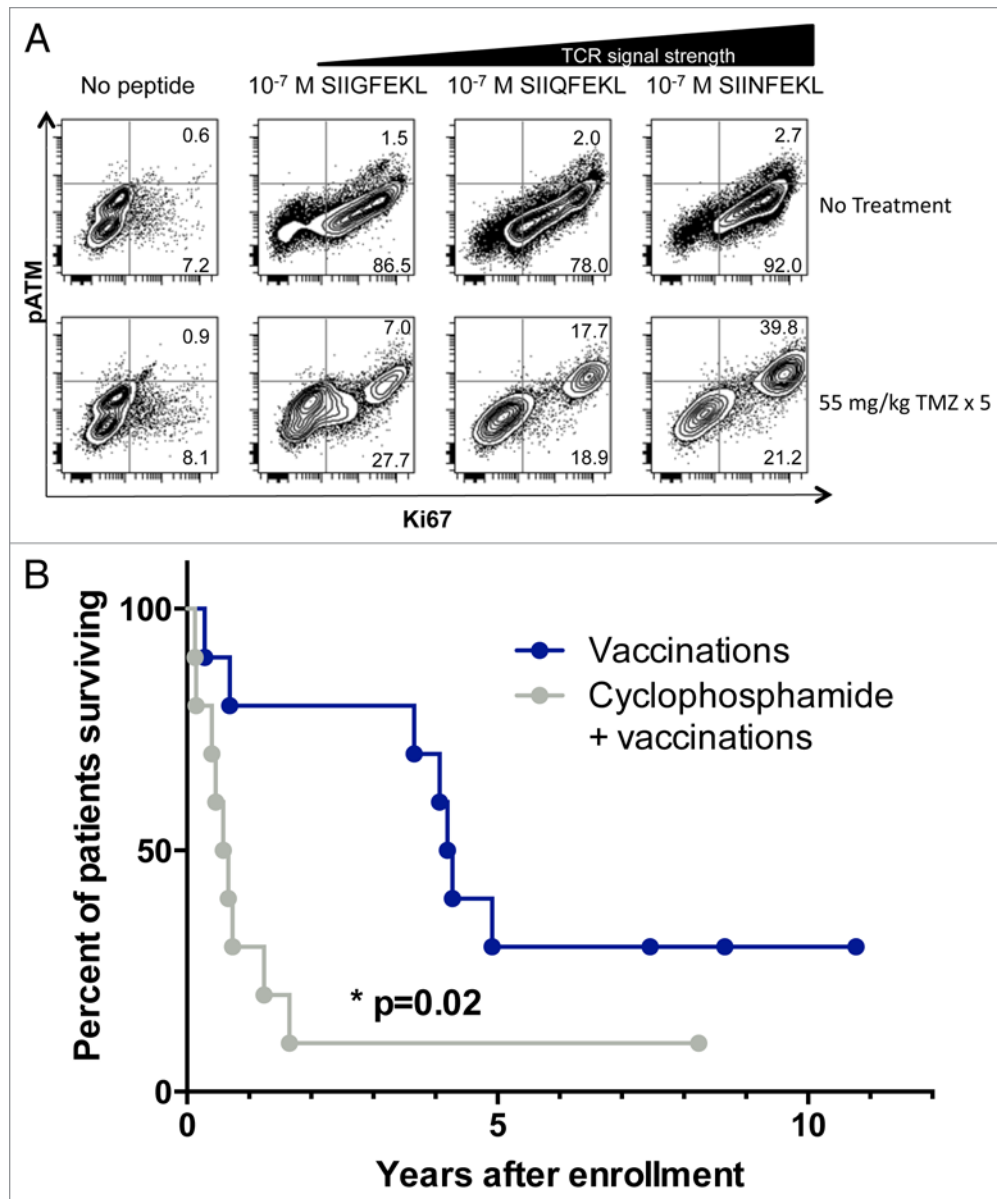 A
TCR signal strength
No peptide
10⁻⁷ M SIIGFEKL
10⁻⁷ M SIIQFEKL
10⁻⁷ M SIINFEKL
0.6
1.5
2.0
2.7
No Treatment
7.2
86.5
78.0
92.0
pATM
0.9
7.0
17.7
39.8
55 mg/kg TMZ x 5
8.1
27.7
18.9
21.2
Ki67
B
Percent of patients surviving
100
50
0
Vaccinations
Cyclophosphamide
+ vaccinations
* p=0.02
0
5
10
Years after enrollment